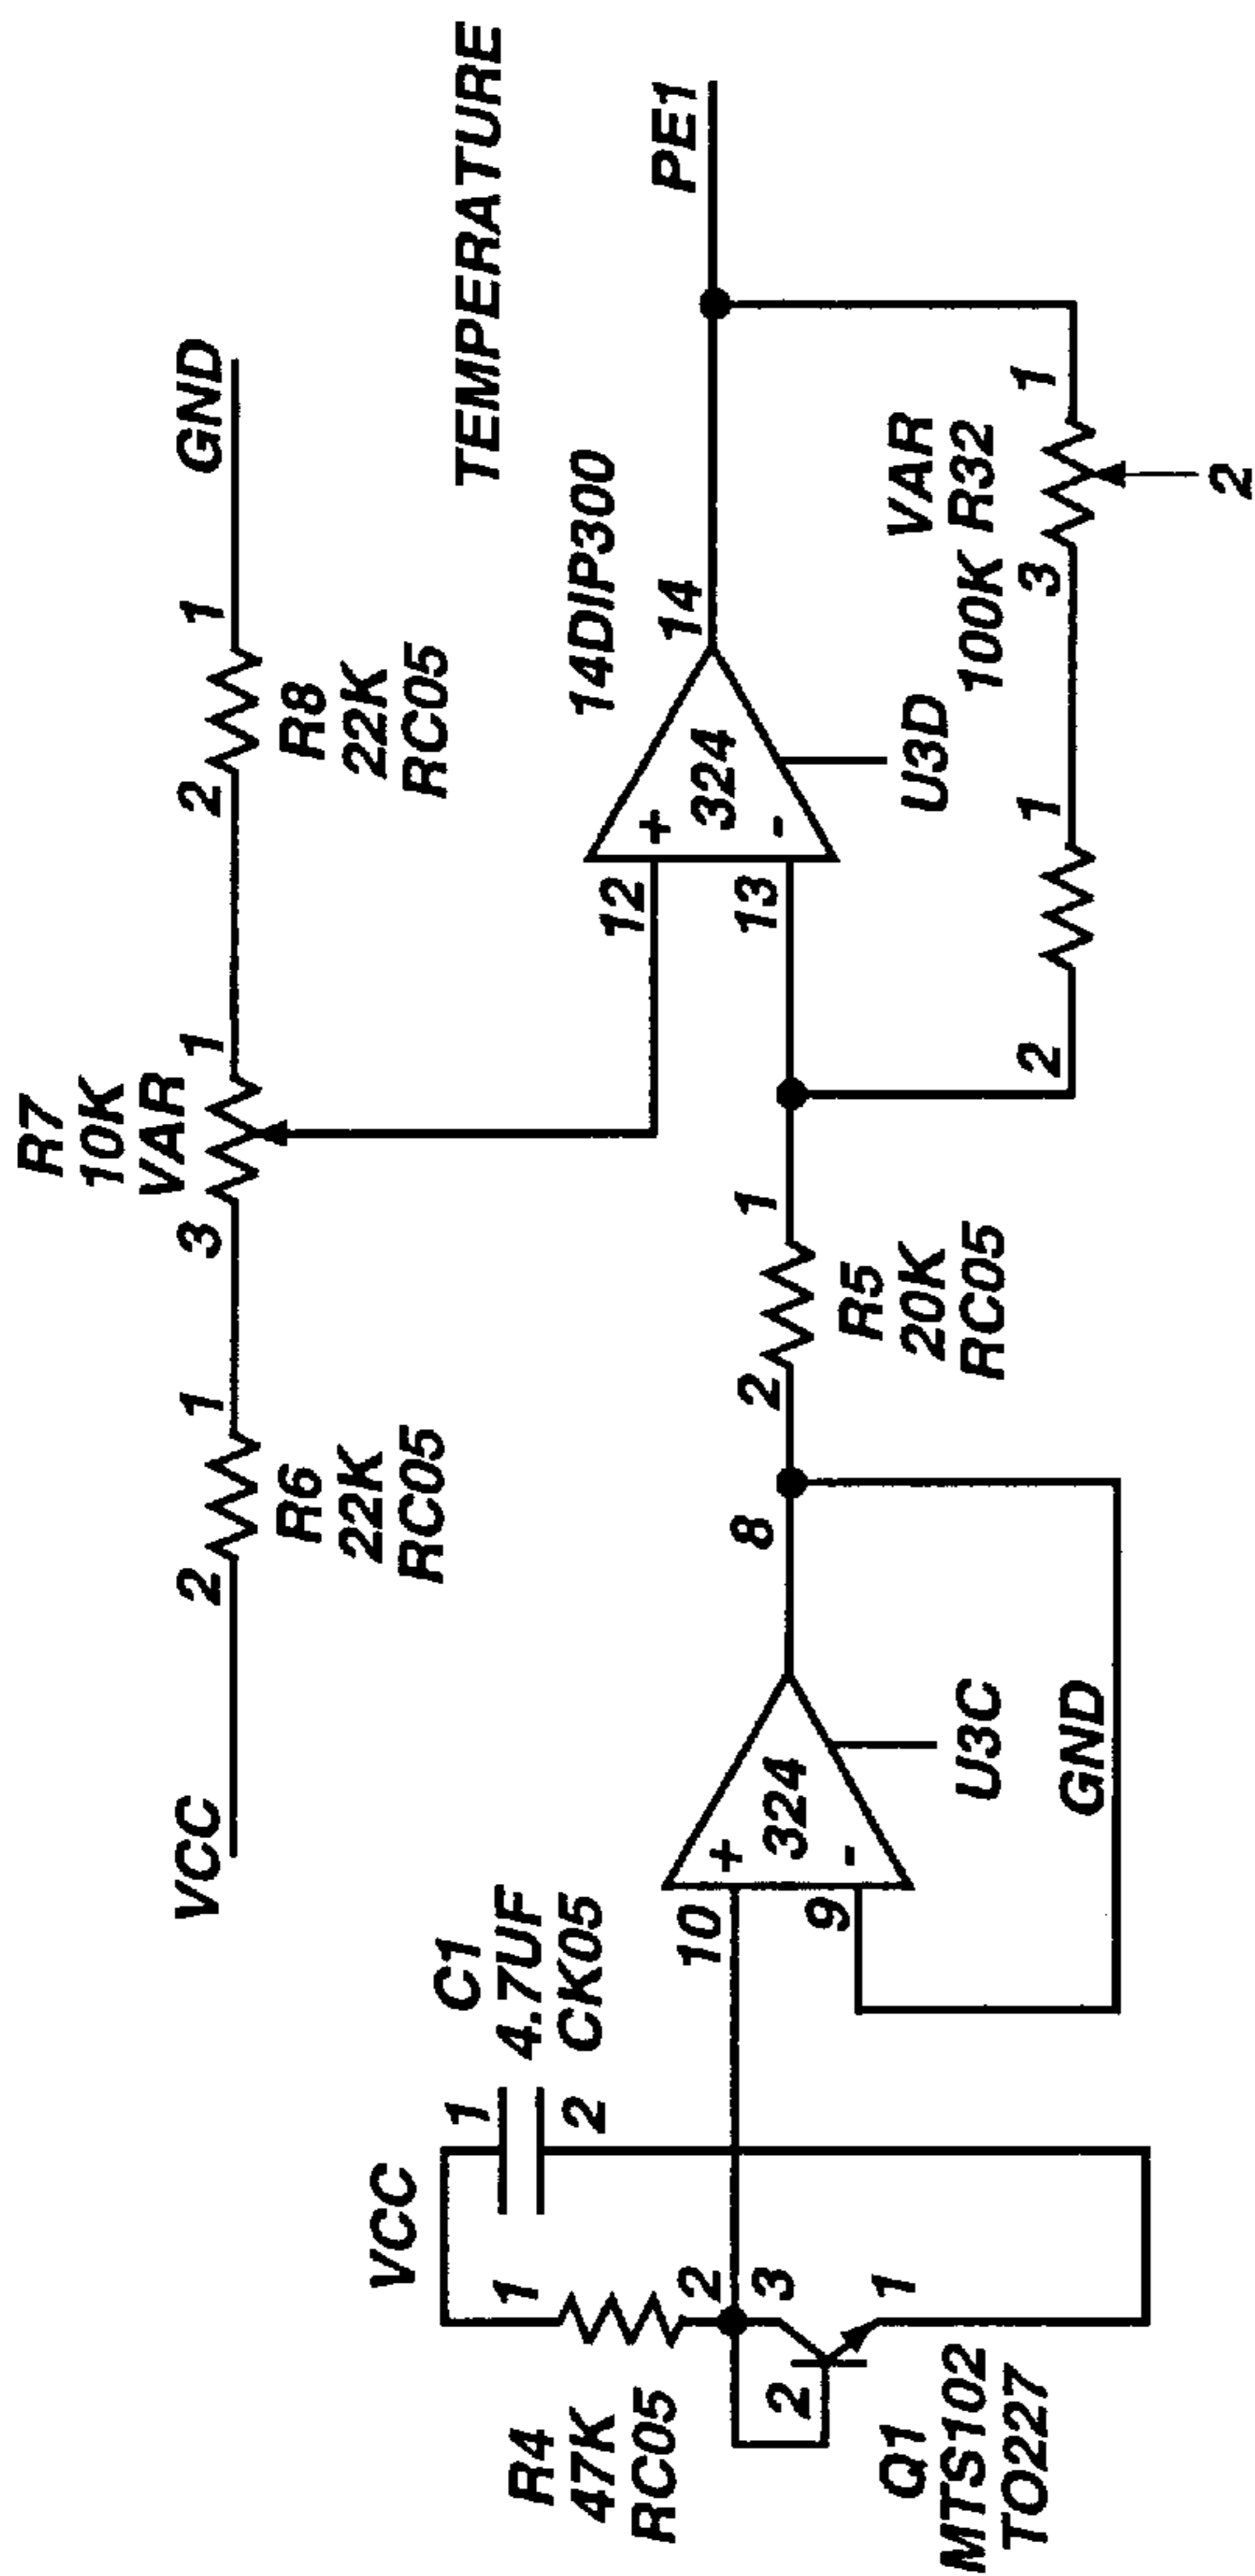 R7
10K
VAR
VCC
2
1
3
1
2
1
GND
R6
22K
RC05
R8
22K
RC05
TEMPERATURE
VCC
C1
4.7UF
CK05
1
2
R4
47K
RC05
1
2
3
2
1
Q1
MTS102
TO227
10
+
324
-
9
8
U3C
GND
2
1
R5
20K
RC05
12
+
324
-
13
14
14DIP300
PE1
U3D
2
1
VAR
100K R32
3
1
2